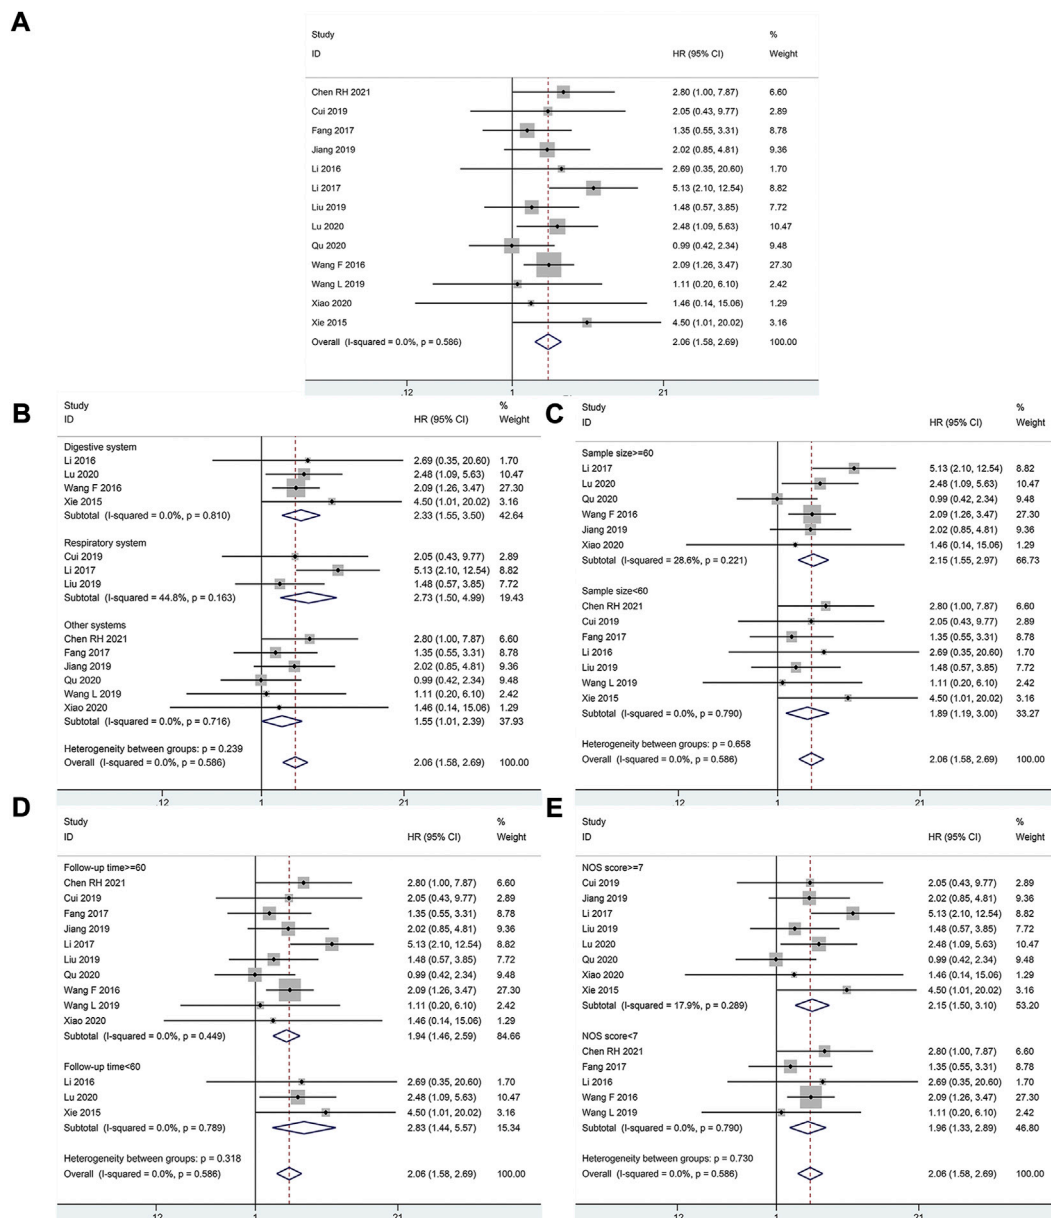 A
Study %
ID HR (95% CI) Weight
Chen RH 2021 2.80 (1.00, 7.87) 6.60
Cui 2019 2.05 (0.43, 9.77) 2.89
Fang 2017 1.35 (0.55, 3.31) 8.78
Jiang 2019 2.02 (0.85, 4.81) 9.36
Li 2016 2.69 (0.35, 20.60) 1.70
Li 2017 5.13 (2.10, 12.54) 8.82
Liu 2019 1.48 (0.57, 3.85) 7.72
Lu 2020 2.48 (1.09, 5.63) 10.47
Qu 2020 0.99 (0.42, 2.34) 9.48
Wang F 2016 2.09 (1.26, 3.47) 27.30
Wang L 2019 1.11 (0.20, 6.10) 2.42
Xiao 2020 1.46 (0.14, 15.06) 1.29
Xie 2015 4.50 (1.01, 20.02) 3.16
Overall (I-squared = 0.0%, p = 0.586) 2.06 (1.58, 2.69) 100.00
.12 1 21
B
Study %
ID HR (95% CI) Weight
Digestive system
Li 2016 2.69 (0.35, 20.60) 1.70
Lu 2020 2.48 (1.09, 5.63) 10.47
Wang F 2016 2.09 (1.26, 3.47) 27.30
Xie 2015 4.50 (1.01, 20.02) 3.16
Subtotal (I-squared = 0.0%, p = 0.810) 2.33 (1.55, 3.50) 42.64
Respiratory system
Cui 2019 2.05 (0.43, 9.77) 2.89
Li 2017 5.13 (2.10, 12.54) 8.82
Liu 2019 1.48 (0.57, 3.85) 7.72
Subtotal (I-squared = 44.8%, p = 0.163) 2.73 (1.50, 4.99) 19.43
Other systems
Chen RH 2021 2.80 (1.00, 7.87) 6.60
Fang 2017 1.35 (0.55, 3.31) 8.78
Jiang 2019 2.02 (0.85, 4.81) 9.36
Qu 2020 0.99 (0.42, 2.34) 9.48
Wang L 2019 1.11 (0.20, 6.10) 2.42
Xiao 2020 1.46 (0.14, 15.06) 1.29
Subtotal (I-squared = 0.0%, p = 0.716) 1.55 (1.01, 2.39) 37.93
Heterogeneity between groups: p = 0.239
Overall (I-squared = 0.0%, p = 0.586) 2.06 (1.58, 2.69) 100.00
.12 1 21
C
Study %
ID HR (95% CI) Weight
Sample size>=60
Li 2017 5.13 (2.10, 12.54) 8.82
Lu 2020 2.48 (1.09, 5.63) 10.47
Qu 2020 0.99 (0.42, 2.34) 9.48
Wang F 2016 2.09 (1.26, 3.47) 27.30
Jiang 2019 2.02 (0.85, 4.81) 9.36
Xiao 2020 1.46 (0.14, 15.06) 1.29
Subtotal (I-squared = 28.6%, p = 0.221) 2.15 (1.55, 2.97) 66.73
Sample size<60
Chen RH 2021 2.80 (1.00, 7.87) 6.60
Cui 2019 2.05 (0.43, 9.77) 2.89
Fang 2017 1.35 (0.55, 3.31) 8.78
Li 2016 2.69 (0.35, 20.60) 1.70
Liu 2019 1.48 (0.57, 3.85) 7.72
Wang L 2019 1.11 (0.20, 6.10) 2.42
Xie 2015 4.50 (1.01, 20.02) 3.16
Subtotal (I-squared = 0.0%, p = 0.790) 1.89 (1.19, 3.00) 33.27
Heterogeneity between groups: p = 0.658
Overall (I-squared = 0.0%, p = 0.586) 2.06 (1.58, 2.69) 100.00
.12 1 21
D
Study %
ID HR (95% CI) Weight
Follow-up time>=60
Chen RH 2021 2.80 (1.00, 7.87) 6.60
Cui 2019 2.05 (0.43, 9.77) 2.89
Fang 2017 1.35 (0.55, 3.31) 8.78
Jiang 2019 2.02 (0.85, 4.81) 9.36
Li 2017 5.13 (2.10, 12.54) 8.82
Liu 2019 1.48 (0.57, 3.85) 7.72
Qu 2020 0.99 (0.42, 2.34) 9.48
Wang F 2016 2.09 (1.26, 3.47) 27.30
Wang L 2019 1.11 (0.20, 6.10) 2.42
Xiao 2020 1.46 (0.14, 15.06) 1.29
Subtotal (I-squared = 0.0%, p = 0.449) 1.94 (1.46, 2.59) 84.66
Follow-up time<60
Li 2016 2.69 (0.35, 20.60) 1.70
Lu 2020 2.48 (1.09, 5.63) 10.47
Xie 2015 4.50 (1.01, 20.02) 3.16
Subtotal (I-squared = 0.0%, p = 0.789) 2.83 (1.44, 5.57) 15.34
Heterogeneity between groups: p = 0.318
Overall (I-squared = 0.0%, p = 0.586) 2.06 (1.58, 2.69) 100.00
.12 1 21
E
Study %
ID HR (95% CI) Weight
NOS score>=7
Cui 2019 2.05 (0.43, 9.77) 2.89
Jiang 2019 2.02 (0.85, 4.81) 9.36
Li 2017 5.13 (2.10, 12.54) 8.82
Liu 2019 1.48 (0.57, 3.85) 7.72
Lu 2020 2.48 (1.09, 5.63) 10.47
Qu 2020 0.99 (0.42, 2.34) 9.48
Xiao 2020 1.46 (0.14, 15.06) 1.29
Xie 2015 4.50 (1.01, 20.02) 3.16
Subtotal (I-squared = 17.9%, p = 0.289) 2.15 (1.50, 3.10) 53.20
NOS score<7
Chen RH 2021 2.80 (1.00, 7.87) 6.60
Fang 2017 1.35 (0.55, 3.31) 8.78
Li 2016 2.69 (0.35, 20.60) 1.70
Wang F 2016 2.09 (1.26, 3.47) 27.30
Wang L 2019 1.11 (0.20, 6.10) 2.42
Subtotal (I-squared = 0.0%, p = 0.790) 1.96 (1.33, 2.89) 46.80
Heterogeneity between groups: p = 0.730
Overall (I-squared = 0.0%, p = 0.586) 2.06 (1.58, 2.69) 100.00
.12 1 21